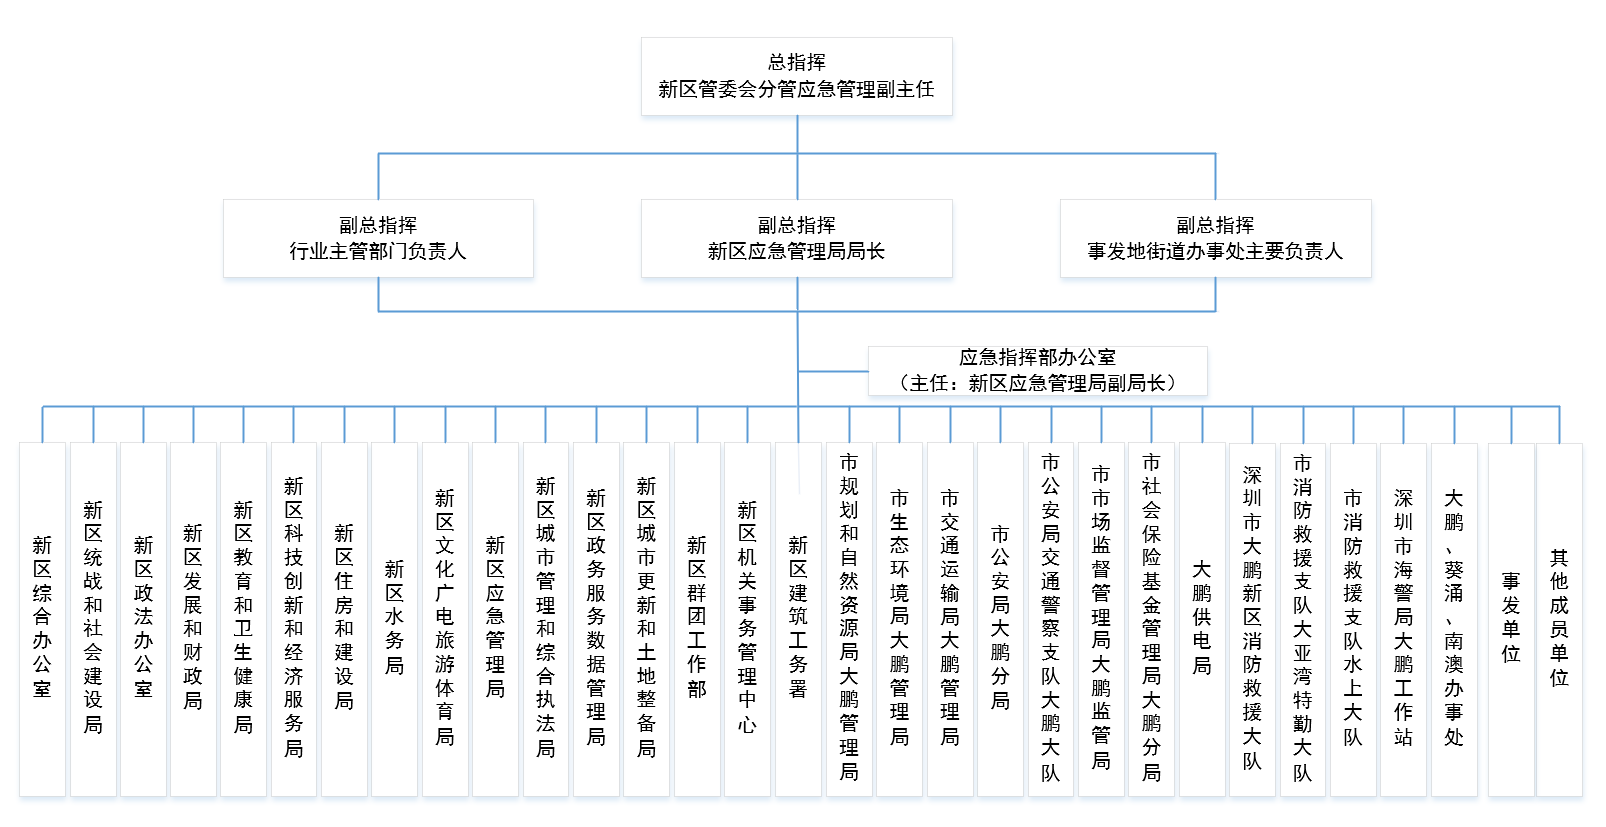 总指挥
新区管委会分管应急管理副主任
副总指挥
行业主管部门负责人
副总指挥
新区应急管理局局长
副总指挥
事发地街道办事处主要负责人
应急指挥部办公室
（主任：新区应急管理局副局长）
新区综合办公室
新区统战和社会建设局
新区政法办公室
新区发展和财政局
新区教育和卫生健康局
新区科技创新和经济服务局
新区住房和建设局
新区水务局
新区文化广电旅游体育局
新区应急管理局
新区城市管理和综合执法局
新区政务服务数据管理局
新区城市更新和土地整备局
新区群团工作部
新区机关事务管理中心
新区建筑工务署
市规划和自然资源局大鹏管理局
市生态环境局大鹏管理局
市交通运输局大鹏管理局
市公安局大鹏分局
市公安局交通警察支队大鹏大队
市市场监督管理局大鹏监管局
市社会保险基金管理局大鹏分局
大鹏供电局
深圳市大鹏新区消防救援大队
市消防救援支队大亚湾特勤大队
市消防救援支队水上大队
深圳市海警局大鹏工作站
大鹏、葵涌、南澳办事处
事发单位
其他成员单位